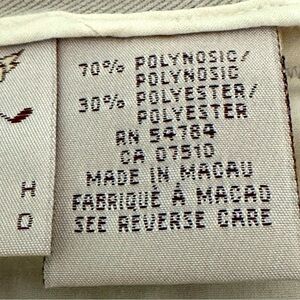 70% POLYNOSIC/
POLYNOSIC
30% POLYESTER/
POLYESTER
RN 54784
CA 07510
MADE IN MACAU
FABRIQUÉ À MACAO
SEE REVERSE CARE
H
O